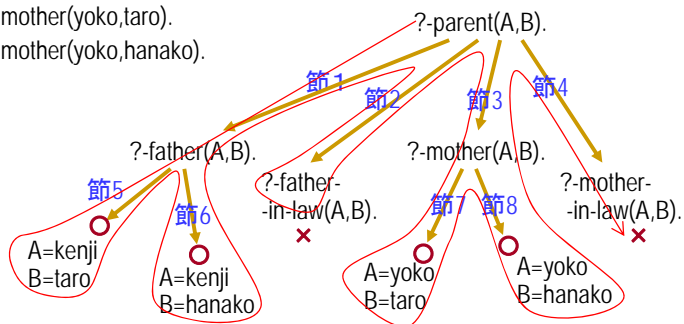 mother(yoko,taro).
mother(yoko,hanako).
?-parent(A,B).
節1
節2
節3
節4
?-father(A,B).
?-father-
-in-law(A,B).
?-mother(A,B).
?-mother-
-in-law(A,B).
節5
節6
節7
節8
A=kenji
B=taro
A=kenji
B=hanako
×
A=yoko
B=taro
A=yoko
B=hanako
×